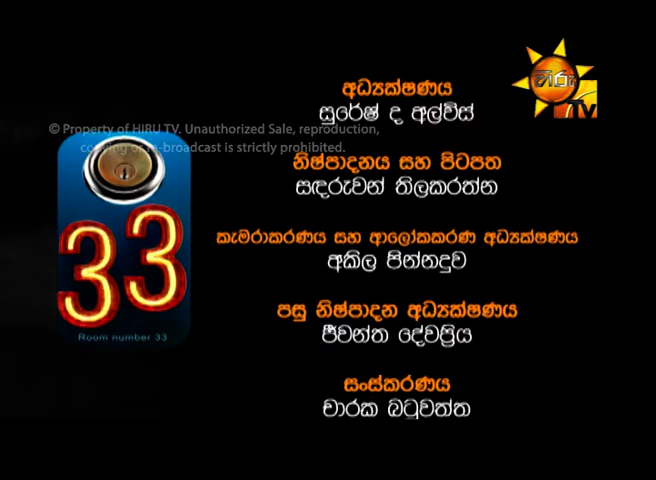 හිරු
Tv
අධ්‍යක්ෂණය
සුරේෂ් ද අල්විස්
© Property of HIRU TV. Unauthorized Sale, reproduction,
copying or re-broadcast is strictly prohibited.
නිෂ්පාදනය සහ පිටපත
සඳරුවන් තිලකරත්න
33
Room number 33
කැමරාකරණය සහ ආලෝකකරණ අධ්‍යක්ෂණය
අකිල පින්නදූව
පසු නිෂ්පාදන අධ්‍යක්ෂණය
ජීවන්ත දේවප්‍රිය
සංස්කරණය
චාරක බටුවත්ත